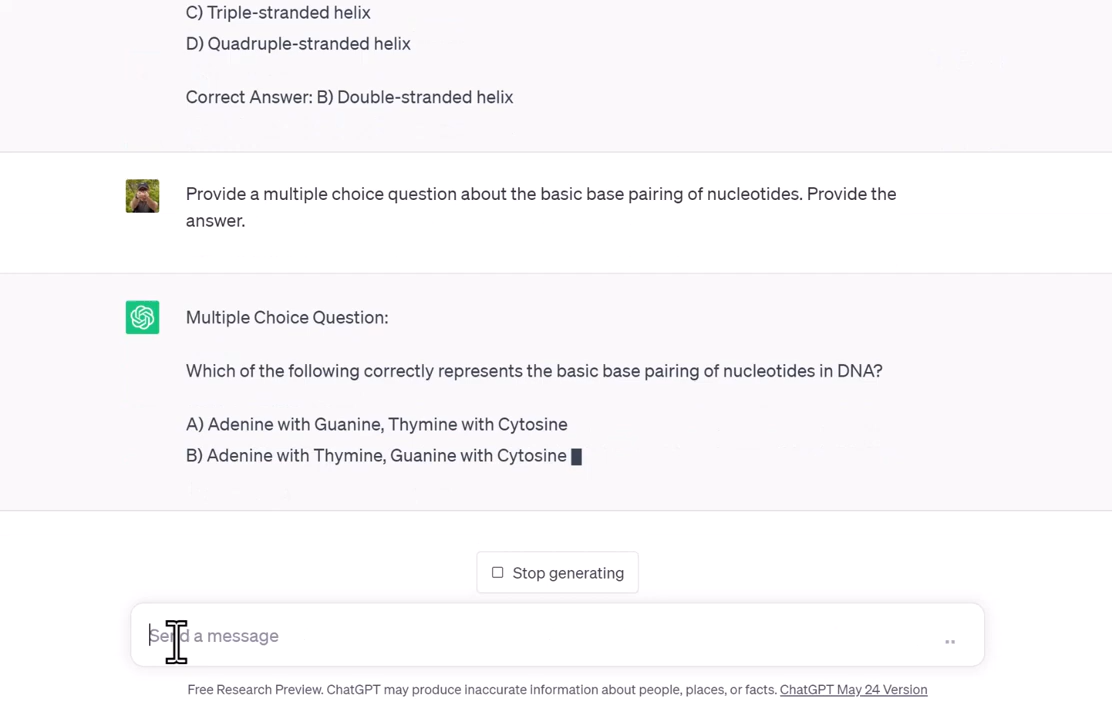 C) Triple-stranded helix
D) Quadruple-stranded helix
Correct Answer: B) Double-stranded helix
Provide a multiple choice question about the basic base pairing of nucleotides. Provide the
answer.
Multiple Choice Question:
Which of the following correctly represents the basic base pairing of nucleotides in DNA?
A) Adenine with Guanine, Thymine with Cytosine
B) Adenine with Thymine, Guanine with Cytosine
Stop generating
Send a message
Free Research Preview. ChatGPT may produce inaccurate information about people, places, or facts. ChatGPT May 24 Version